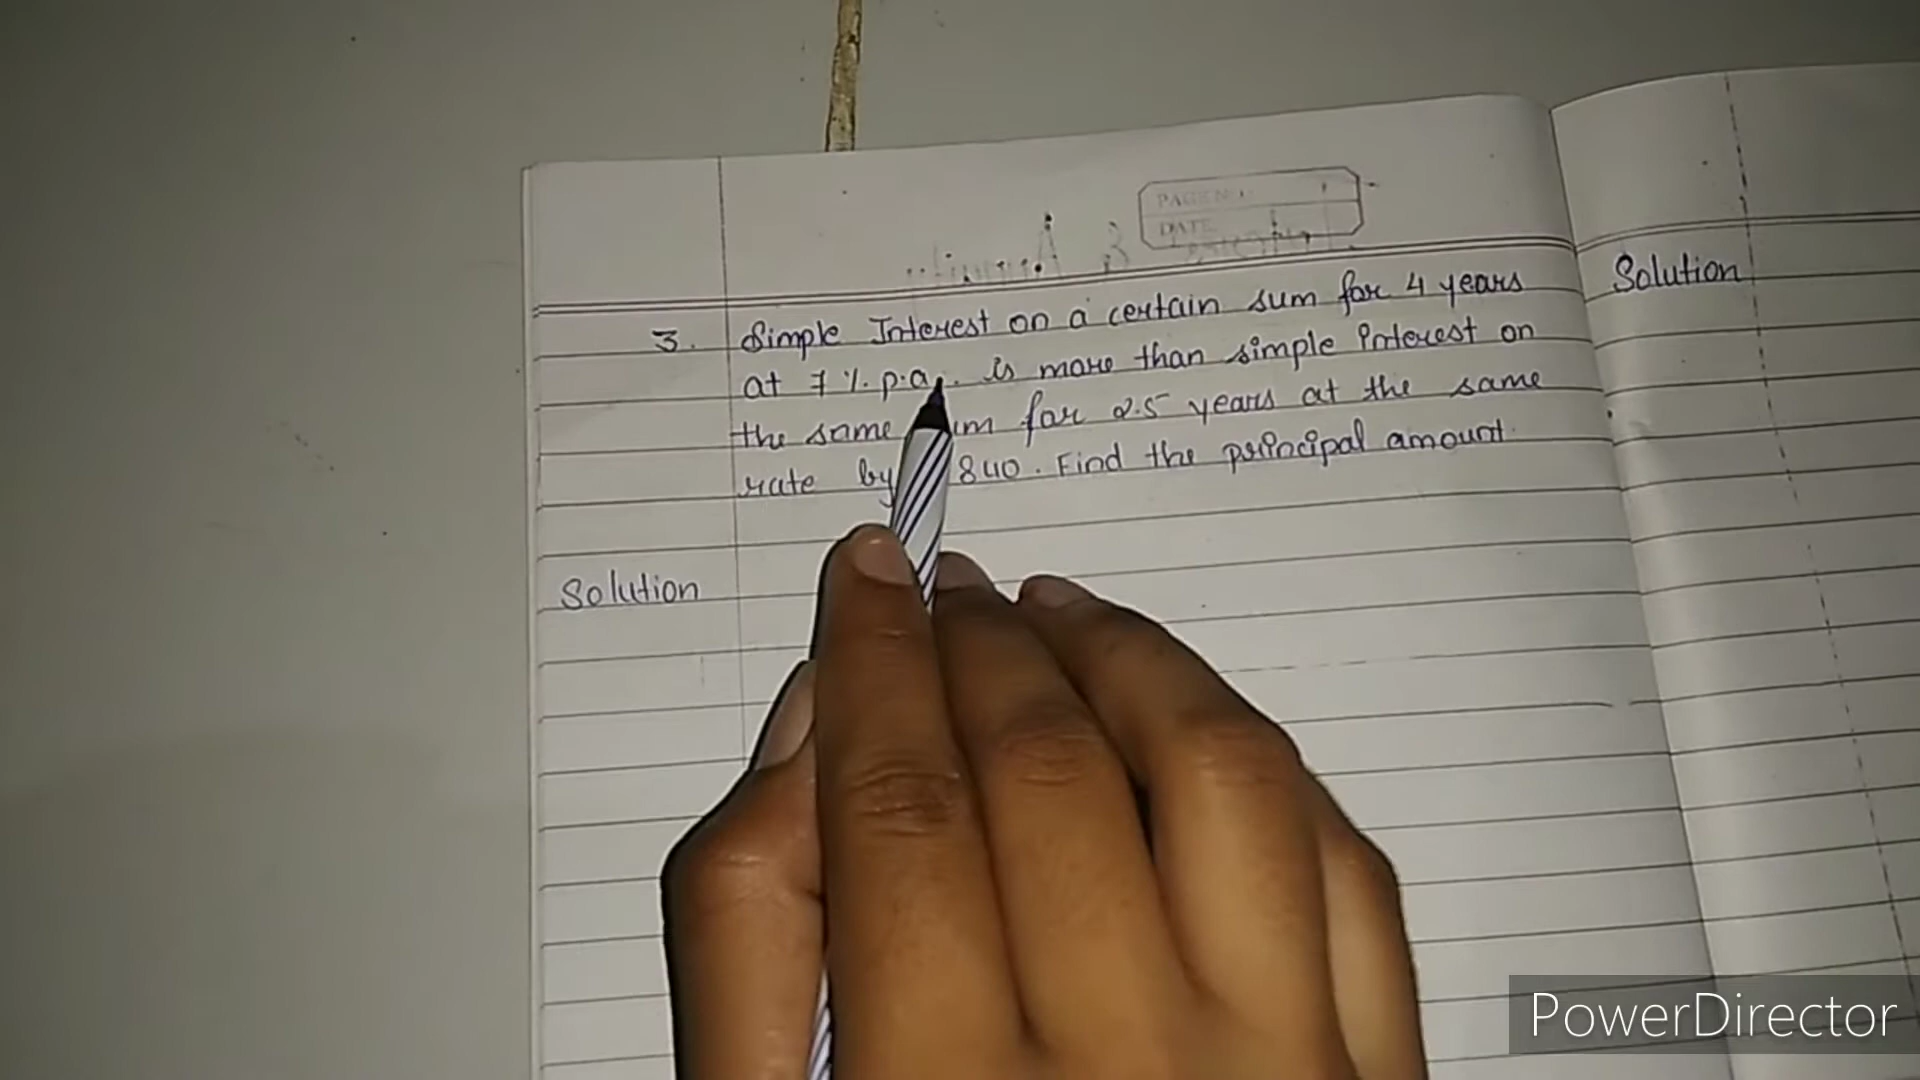 PAGE NO:
DATE
3. Simple Interest on a certain sum for 4 years
at 7 %. p.a. is more than simple interest on
the same um for 2.5 years at the same
rate by 840. Find the principal amount.
Solution
Solution
PowerDirector